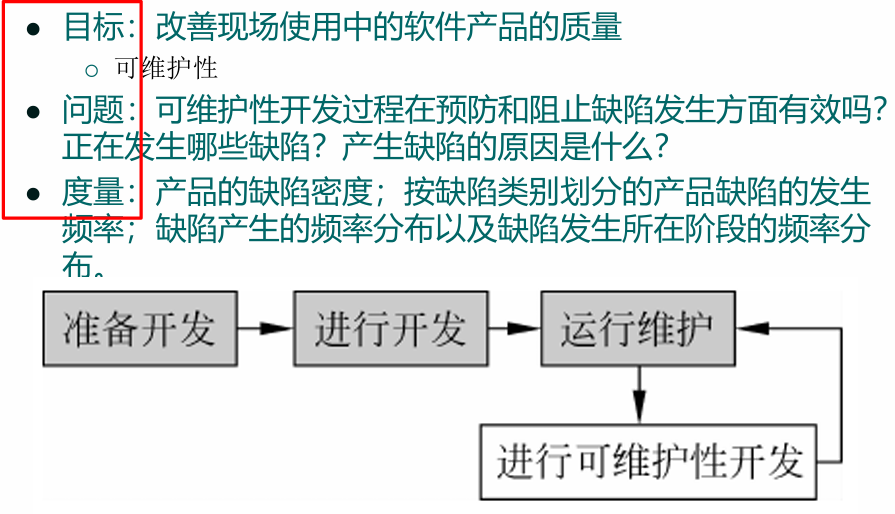 目标：改善现场使用中的软件产品的质量
可维护性
问题：可维护性开发过程在预防和阻止缺陷发生方面有效吗？
正在发生哪些缺陷？产生缺陷的原因是什么？
度量：产品的缺陷密度；按缺陷类别划分的产品缺陷的发生
频率；缺陷产生的频率分布以及缺陷发生所在阶段的频率分
布。
准备开发
进行开发
运行维护
进行可维护性开发